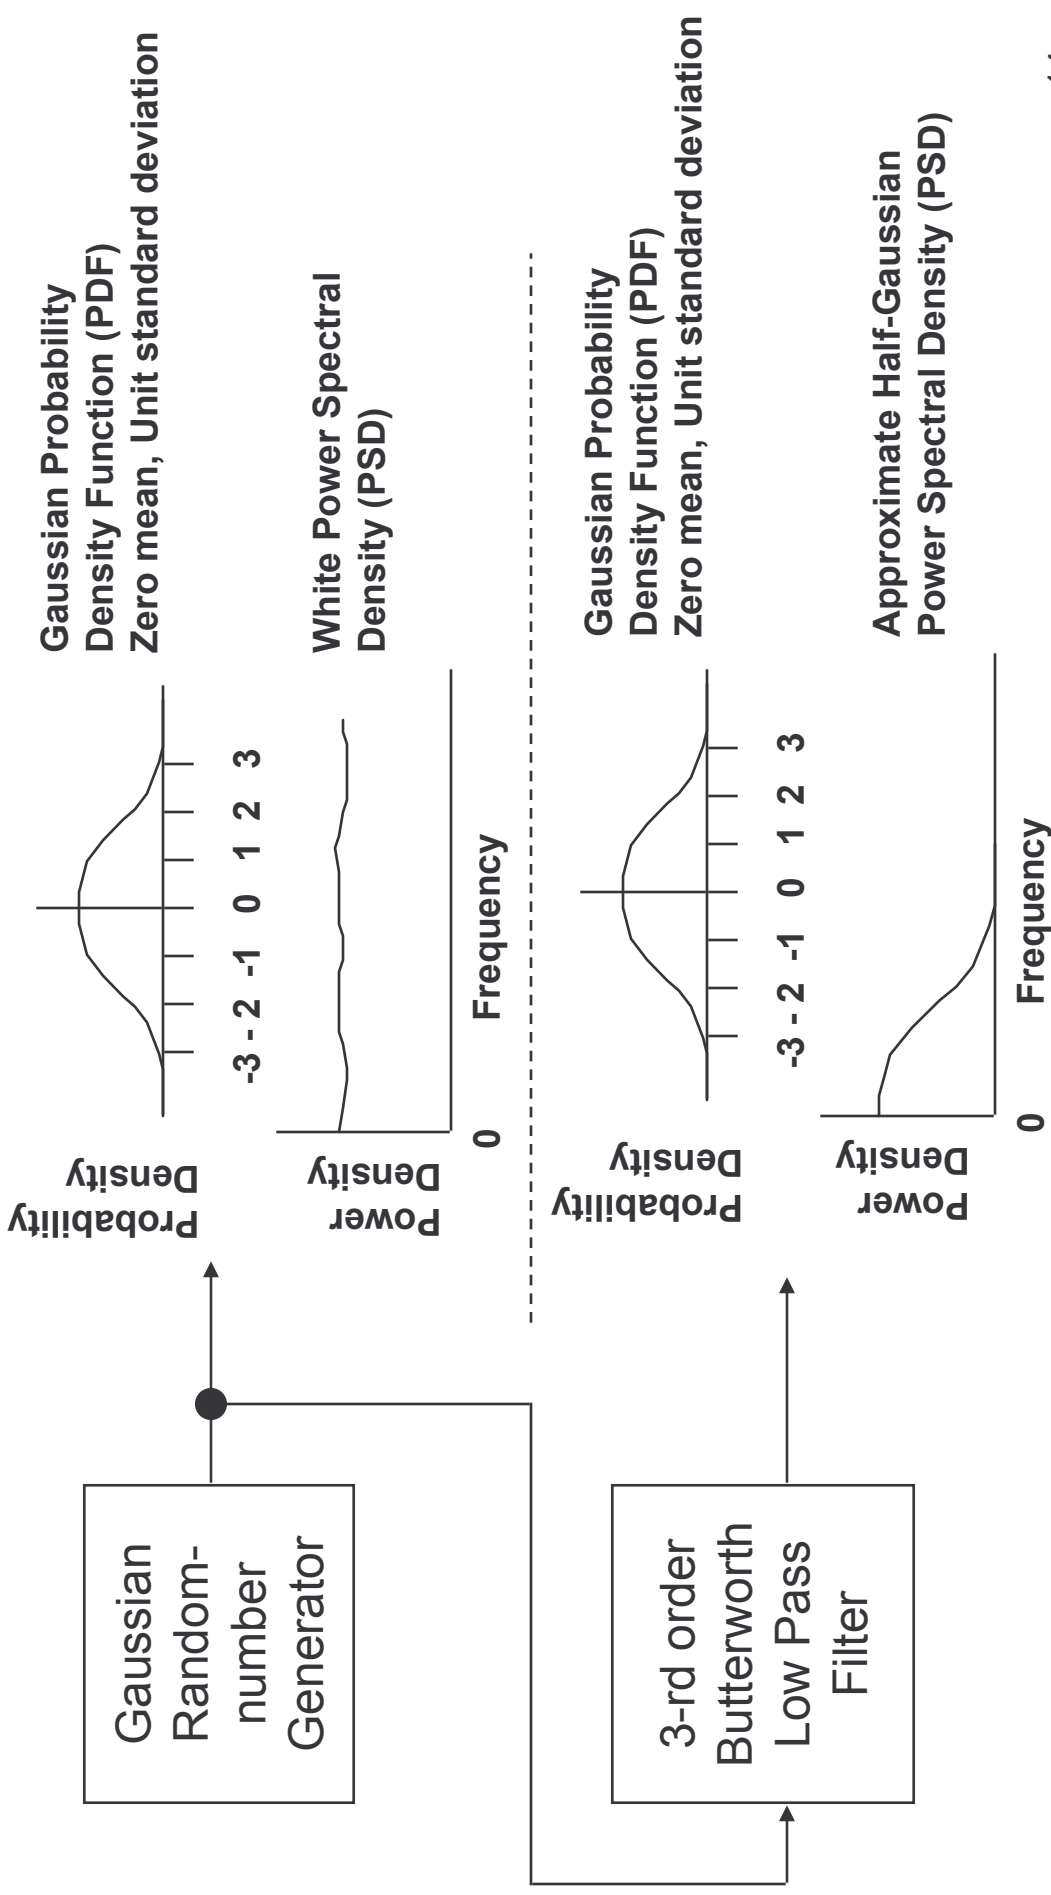 Gaussian
Random-
number
Generator
Probability
Density
-3 - 2 -1 0 1 2 3
Gaussian Probability
Density Function (PDF)
Zero mean, Unit standard deviation
Power
Density
0 Frequency
White Power Spectral
Density (PSD)
3-rd order
Butterworth
Low Pass
Filter
Probability
Density
-3 - 2 -1 0 1 2 3
Gaussian Probability
Density Function (PDF)
Zero mean, Unit standard deviation
Power
Density
0 Frequency
Approximate Half-Gaussian
Power Spectral Density (PSD)